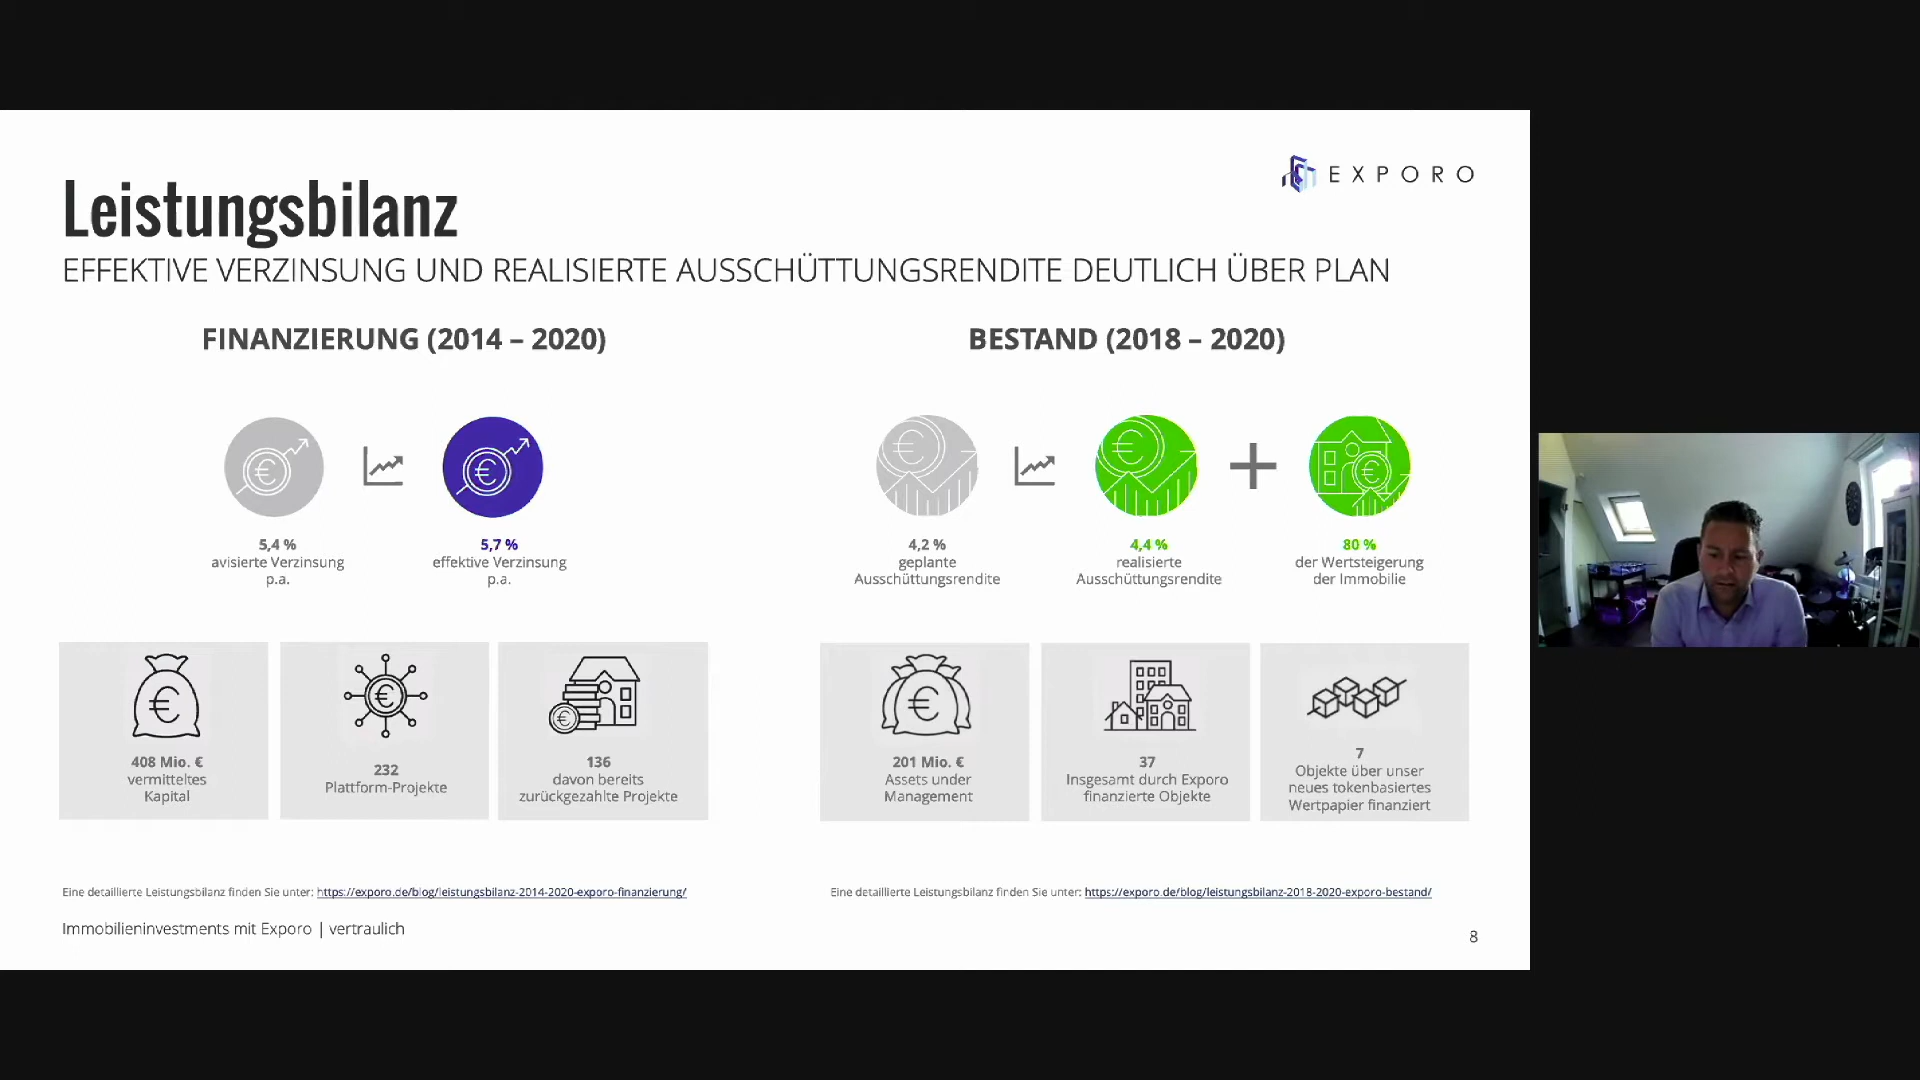 EXPORO
Leistungsbilanz
EFFEKTIVE VERZINSUNG UND REALISIERTE AUSSCHÜTTUNGSRENDITE DEUTLICH ÜBER PLAN
FINANZIERUNG (2014 – 2020)
5,4 %
avisierte Verzinsung
p.a.
5,7 %
effektive Verzinsung
p.a.
408 Mio. €
vermitteltes
Kapital
232
Plattform-Projekte
136
davon bereits
zurückgezahlte Projekte
Eine detaillierte Leistungsbilanz finden Sie unter: https://exporo.de/blog/leistungsbilanz-2014-2020-exporo-finanzierung/
BESTAND (2018 – 2020)
4,2 %
geplante
Ausschüttungsrendite
4,4 %
realisierte
Ausschüttungsrendite
80 %
der Wertsteigerung
der Immobilie
201 Mio. €
Assets under
Management
37
Insgesamt durch Exporo
finanzierte Objekte
7
Objekte über unser
neues tokenbasiertes
Wertpapier finanziert
Eine detaillierte Leistungsbilanz finden Sie unter: https://exporo.de/blog/leistungsbilanz-2018-2020-exporo-bestand/
Immobilieninvestments mit Exporo | vertraulich
8